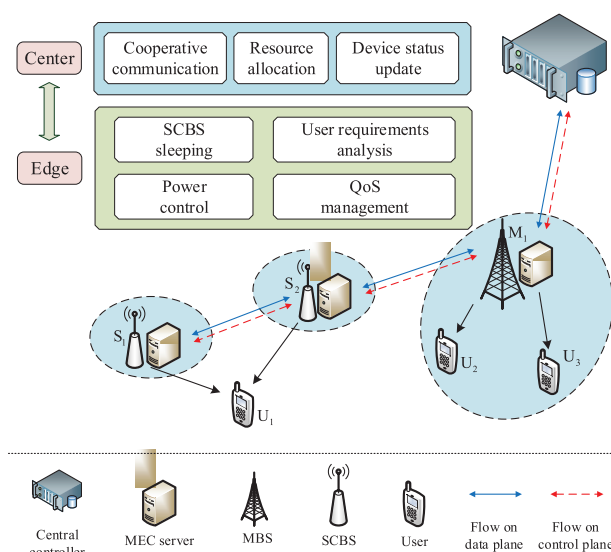 Center
Cooperative
communication
Resource
allocation
Device status
update
Edge
SCBS
sleeping
User requirements
analysis
Power
control
QoS
management
M1
S2
S1
U2
U3
U1
Central
controller
MEC server
MBS
SCBS
User
Flow on
data plane
Flow on
control plane